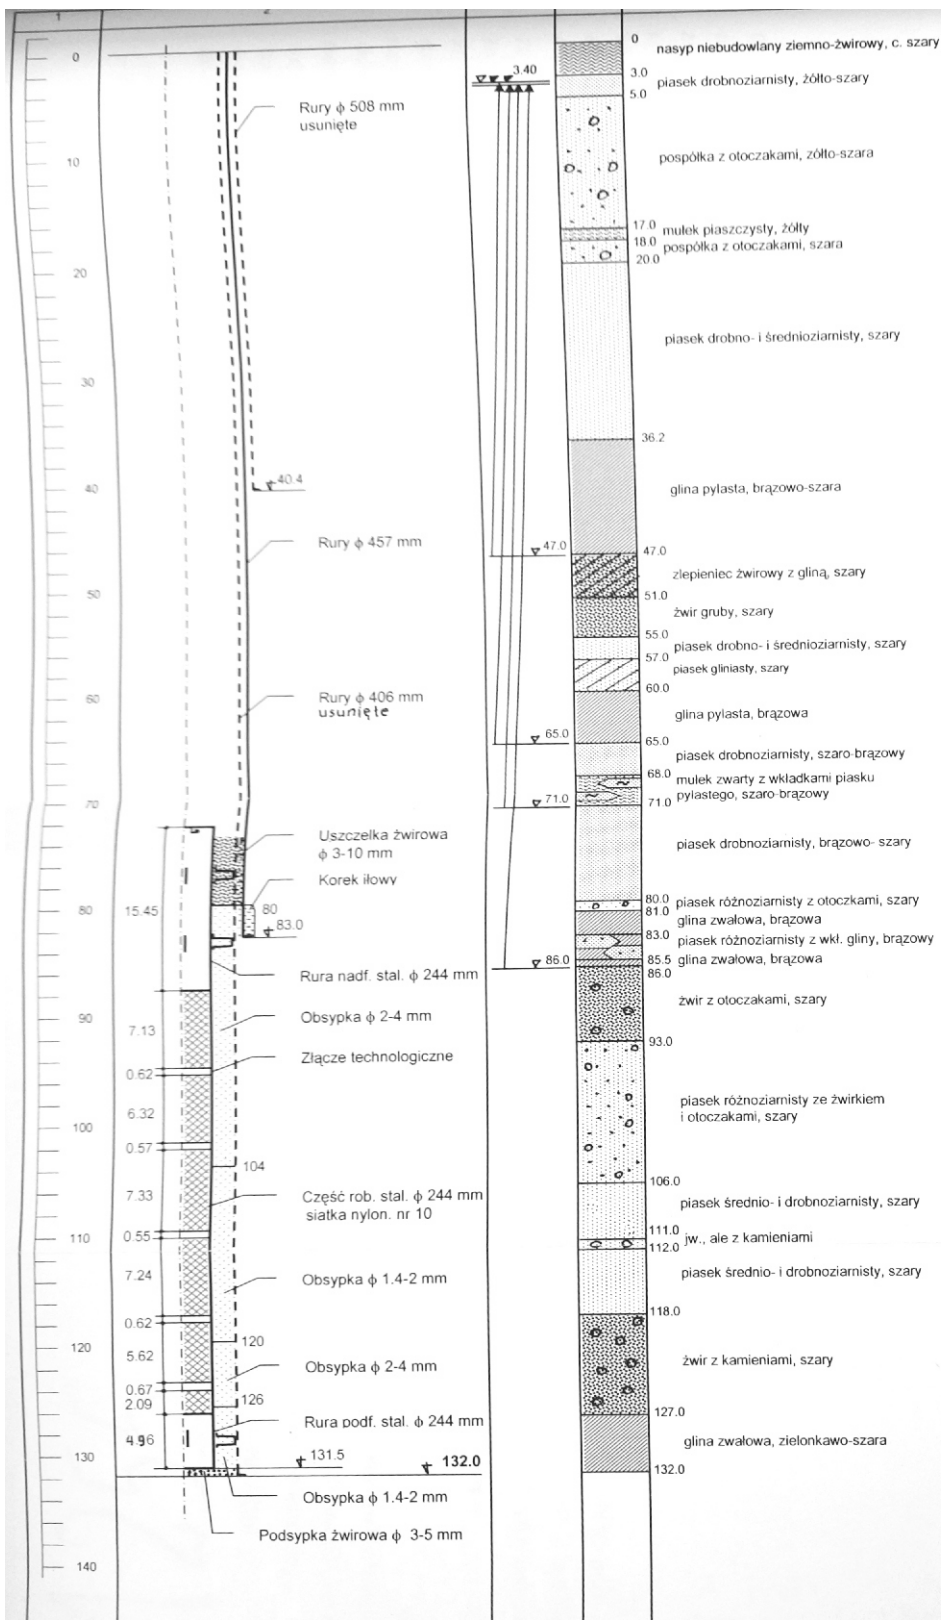 1
2
0
10
20
30
40
50
60
70
80
90
100
110
120
130
140
Rury ϕ 508 mm
usunięte
40.4
Rury ϕ 457 mm
Rury ϕ 406 mm
usunięte
Uszczelka żwirowa
ϕ 3-10 mm
Korek iłowy
80
83.0
Rura nadf. stal. ϕ 244 mm
Obsypka ϕ 2-4 mm
Złącze technologiczne
104
Część rob. stal. ϕ 244 mm
siatka nylon. nr 10
Obsypka ϕ 1.4-2 mm
120
Obsypka ϕ 2-4 mm
126
Rura podf. stal. ϕ 244 mm
131.5
132.0
Obsypka ϕ 1.4-2 mm
Podsypka żwirowa ϕ 3-5 mm
15.45
7.13
0.62
6.32
0.57
7.33
0.55
7.24
0.62
5.62
0.67
2.09
3.40
47.0
65.0
71.0
86.0
0
nasyp niebudowlany ziemno-żwirowy, c. szary
3.0
piasek drobnoziarnisty, żółto-szary
5.0
pospółka z otoczakami, żółto-szara
17.0
mułek piaszczysty, żółty
18.0
pospółka z otoczakami, szara
20.0
piasek drobno- i średnioziarnisty, szary
36.2
glina pylasta, brązowo-szara
47.0
zlepieniec żwirowy z gliną, szary
51.0
żwir gruby, szary
55.0
piasek drobno- i średnioziarnisty, szary
57.0
piasek gliniasty, szary
60.0
glina pylasta, brązowa
65.0
piasek drobnoziarnisty, szaro-brązowy
68.0
mułek zwarty z wkładkami piasku
71.0 pylastego, szaro-brązowy
piasek drobnoziarnisty, brązowo- szary
80.0
piasek różnoziarnisty z otoczkami, szary
81.0
glina zwałowa, brązowa
83.0
piasek różnoziarnisty z wkł. gliny, brązowy
85.5
glina zwałowa, brązowa
86.0
żwir z otoczakami, szary
93.0
piasek różnoziarnisty ze żwirkiem
i otoczakami, szary
106.0
piasek średnio- i drobnoziarnisty, szary
111.0
jw., ale z kamieniami
112.0
piasek średnio- i drobnoziarnisty, szary
118.0
żwir z kamieniami, szary
127.0
glina zwałowa, zielonkawo-szara
132.0